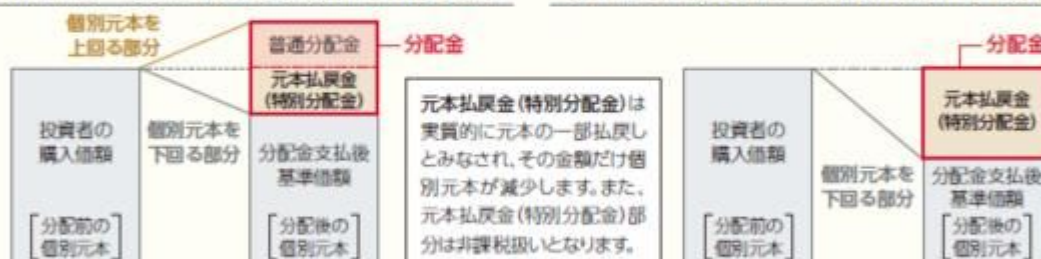 個別元本を
上回る部分
普通分配金
分配金
元本払戻金
(特別分配金)
投資者の
購入価額
個別元本を
下回る部分
分配金支払後
基準価額
分配前の
個別元本
分配後の
個別元本
元本払戻金(特別分配金)は
実質的に元本の一部払戻し
とみなされ、その金額だけ個
別元本が減少します。また、
元本払戻金(特別分配金)部
分は非課税扱いとなります。
分配金
元本払戻金
(特別分配金)
投資者の
購入価額
個別元本を
下回る部分
分配金支払後
基準価額
分配前の
個別元本
分配後の
個別元本